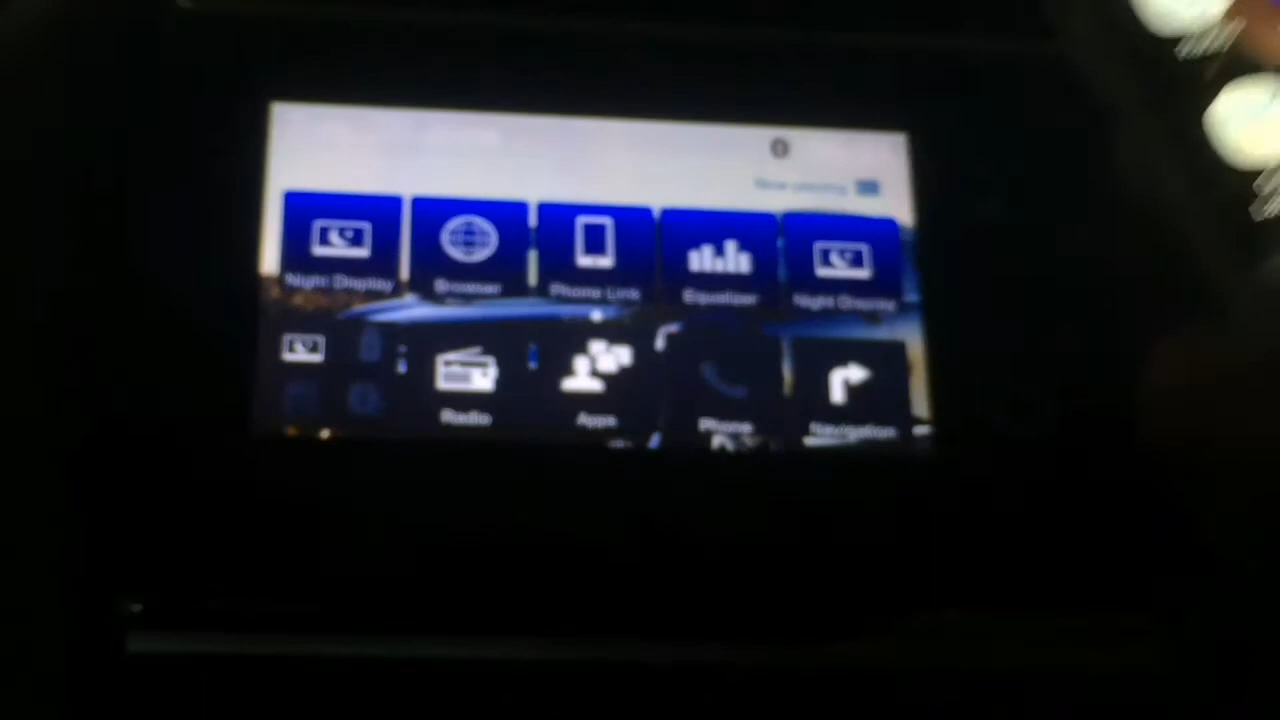 Now playing
Night Display
Browser
Phone Link
Equalizer
Night Display
Radio
Apps
Phone
Navigation